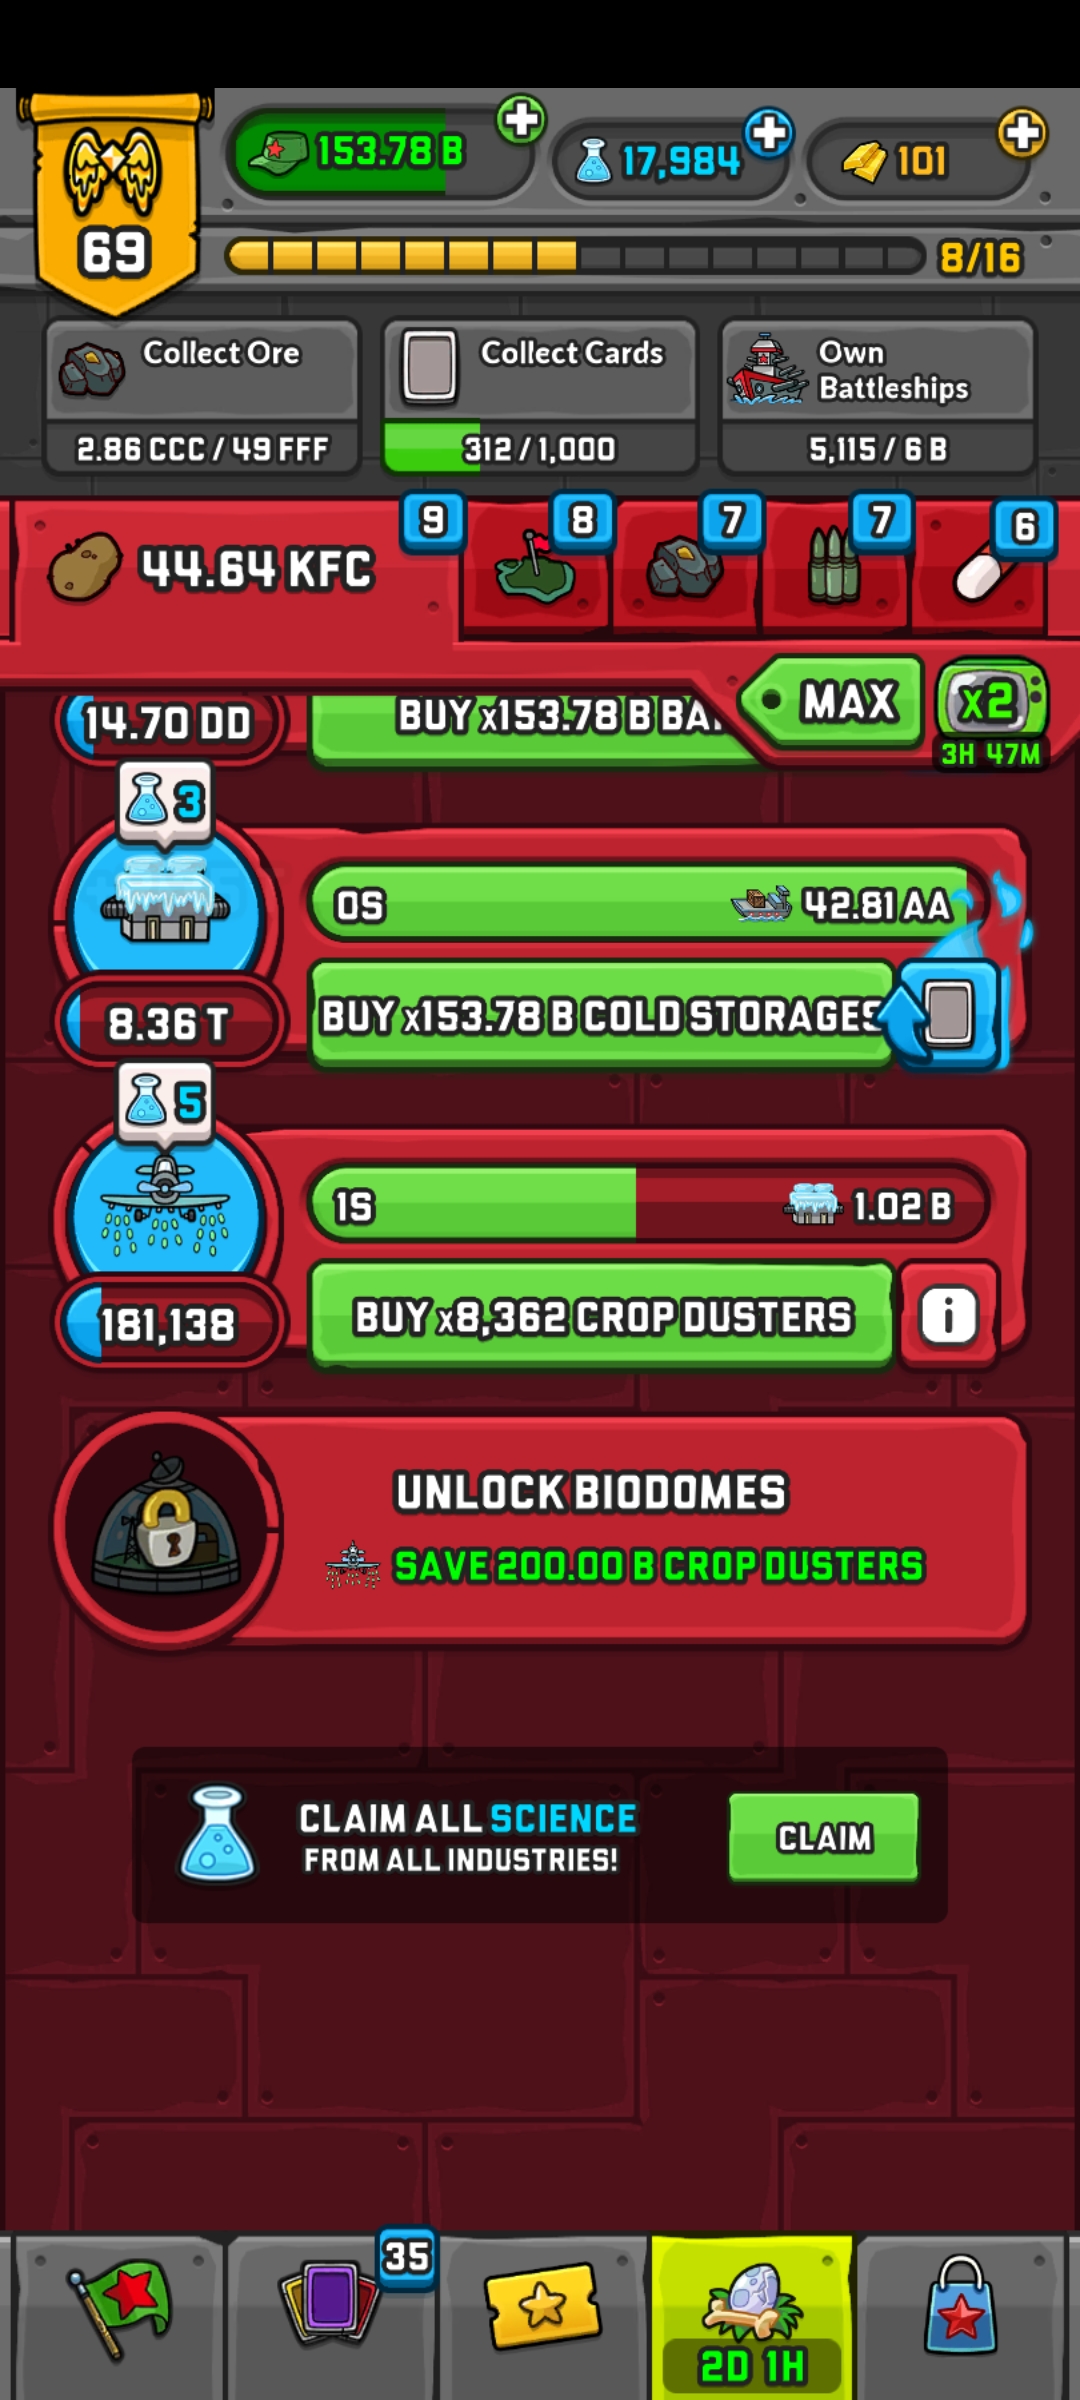 153.78 B
17,984
101
69
8/16
Collect Ore
2.86 CCC / 49 FFF
Collect Cards
312 / 1,000
Own
Battleships
5,115 / 6 B
44.64 KFC
9
8
7
7
6
MAX
x2
3H 47M
14.70 DD
BUY x153.78 B
3
0S
42.81 AA
8.36 T
BUY x153.78 B COLD STORAGES
5
1S
1.02 B
181,138
BUY x8,362 CROP DUSTERS
i
UNLOCK BIODOMES
SAVE 200.00 B CROP DUSTERS
CLAIM ALL SCIENCE
FROM ALL INDUSTRIES!
CLAIM
35
2D 1H